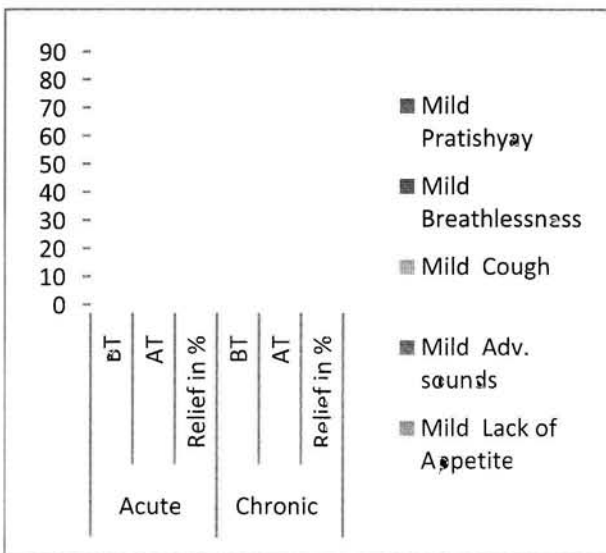 90
80
70
60
50
40
30
20
10
0
BT
AT
Relief in %
BT
AT
Relief in %
Acute
Chronic
Mild
Pratishyay
Mild
Breathlessness
Mild Cough
Mild Adv.
sounds
Mild Lack of
Appetite